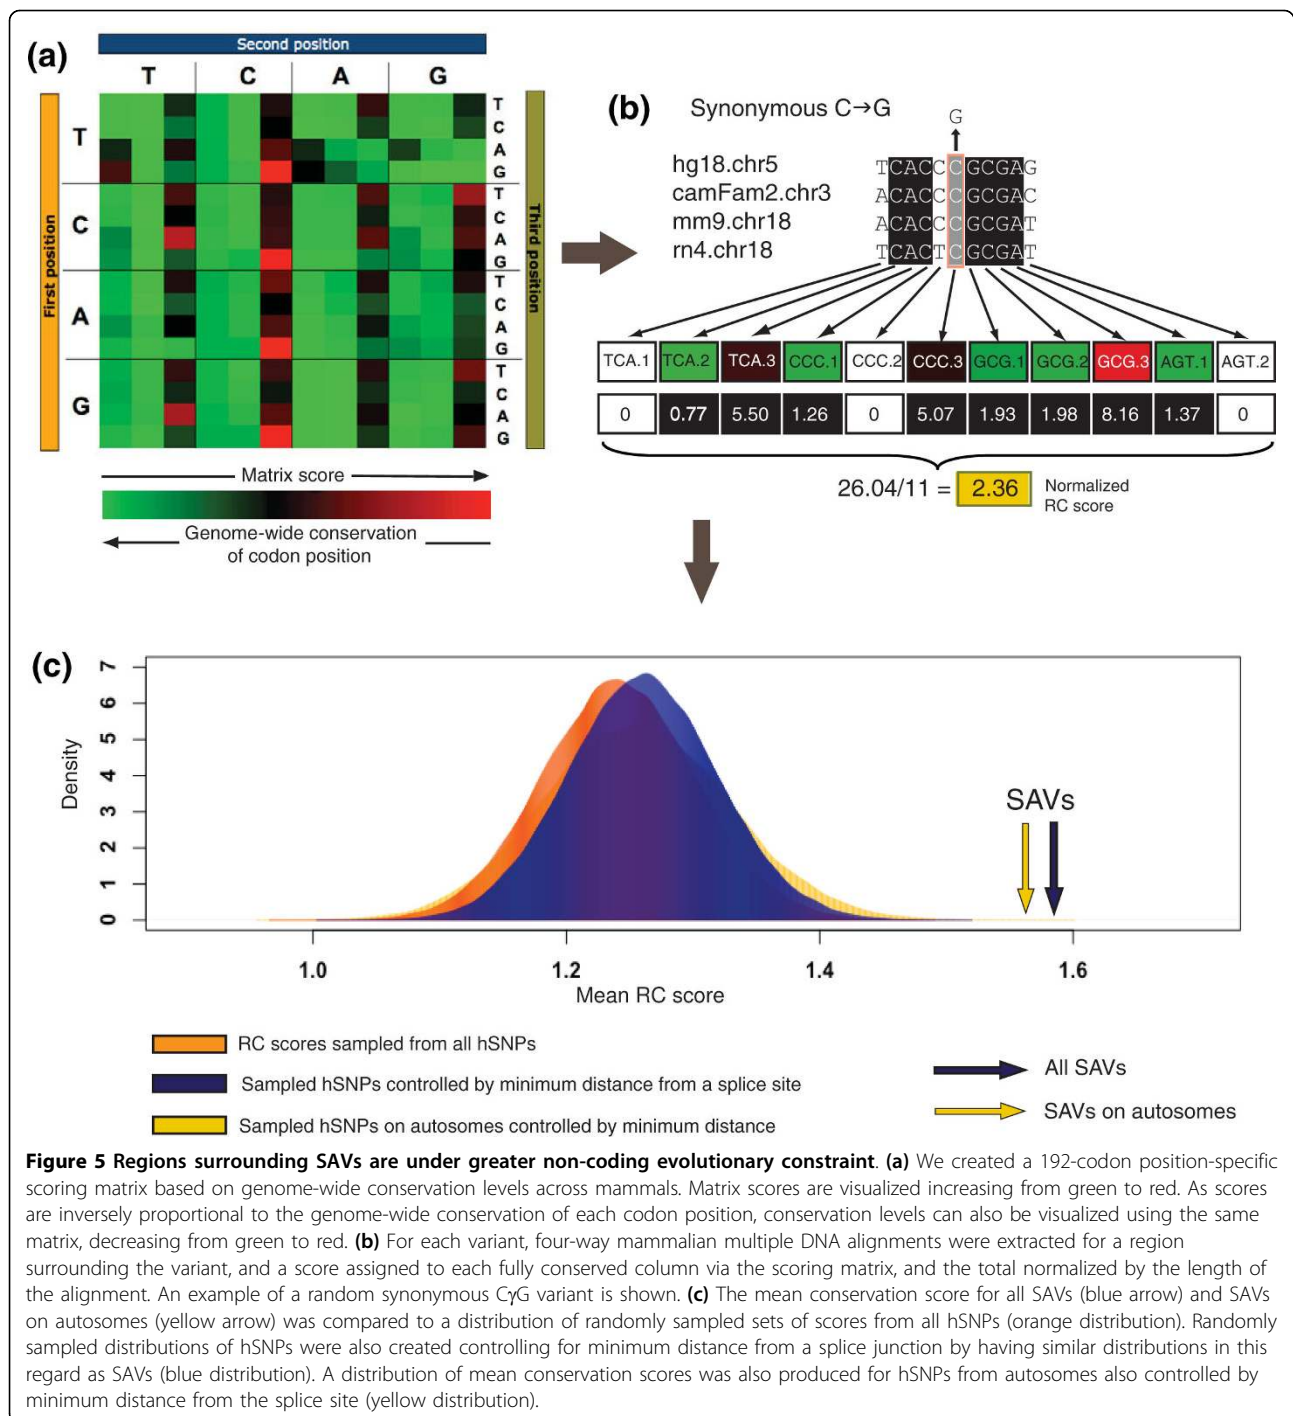 (a)
Second position
T C A G
First position
T
C
A
G
T
C
A
G
T
C
A
G
T
C
A
G
T
C
A
G
Third position
Matrix score
Genome-wide conservation
of codon position
(b)
Synonymous C→G
G
hg18.chr5 TCACCCGCGAG
camFam2.chr3 ACACCCGCGAC
mm9.chr18 ACACCCGCGAT
rn4.chr18 TCACTCGCGAT
TCA.1 TCA.2 TCA.3 CCC.1 CCC.2 CCC.3 GCG.1 GCG.2 GCG.3 AGT.1 AGT.2
0 0.77 5.50 1.26 0 5.07 1.93 1.98 8.16 1.37 0
26.04/11 = 2.36 Normalized
RC score
(c)
Density
7
6
5
4
3
2
1
0
SAVs
1.0 1.2 1.4 1.6
Mean RC score
RC scores sampled from all hSNPs
Sampled hSNPs controlled by minimum distance from a splice site
Sampled hSNPs on autosomes controlled by minimum distance
All SAVs
SAVs on autosomes
Figure 5 Regions surrounding SAVs are under greater non-coding evolutionary constraint. (a) We created a 192-codon position-specific
scoring matrix based on genome-wide conservation levels across mammals. Matrix scores are visualized increasing from green to red. As scores
are inversely proportional to the genome-wide conservation of each codon position, conservation levels can also be visualized using the same
matrix, decreasing from green to red. (b) For each variant, four-way mammalian multiple DNA alignments were extracted for a region
surrounding the variant, and a score assigned to each fully conserved column via the scoring matrix, and the total normalized by the length of
the alignment. An example of a random synonymous CγG variant is shown. (c) The mean conservation score for all SAVs (blue arrow) and SAVs
on autosomes (yellow arrow) was compared to a distribution of randomly sampled sets of scores from all hSNPs (orange distribution). Randomly
sampled distributions of hSNPs were also created controlling for minimum distance from a splice junction by having similar distributions in this
regard as SAVs (blue distribution). A distribution of mean conservation scores was also produced for hSNPs from autosomes also controlled by
minimum distance from the splice site (yellow distribution).